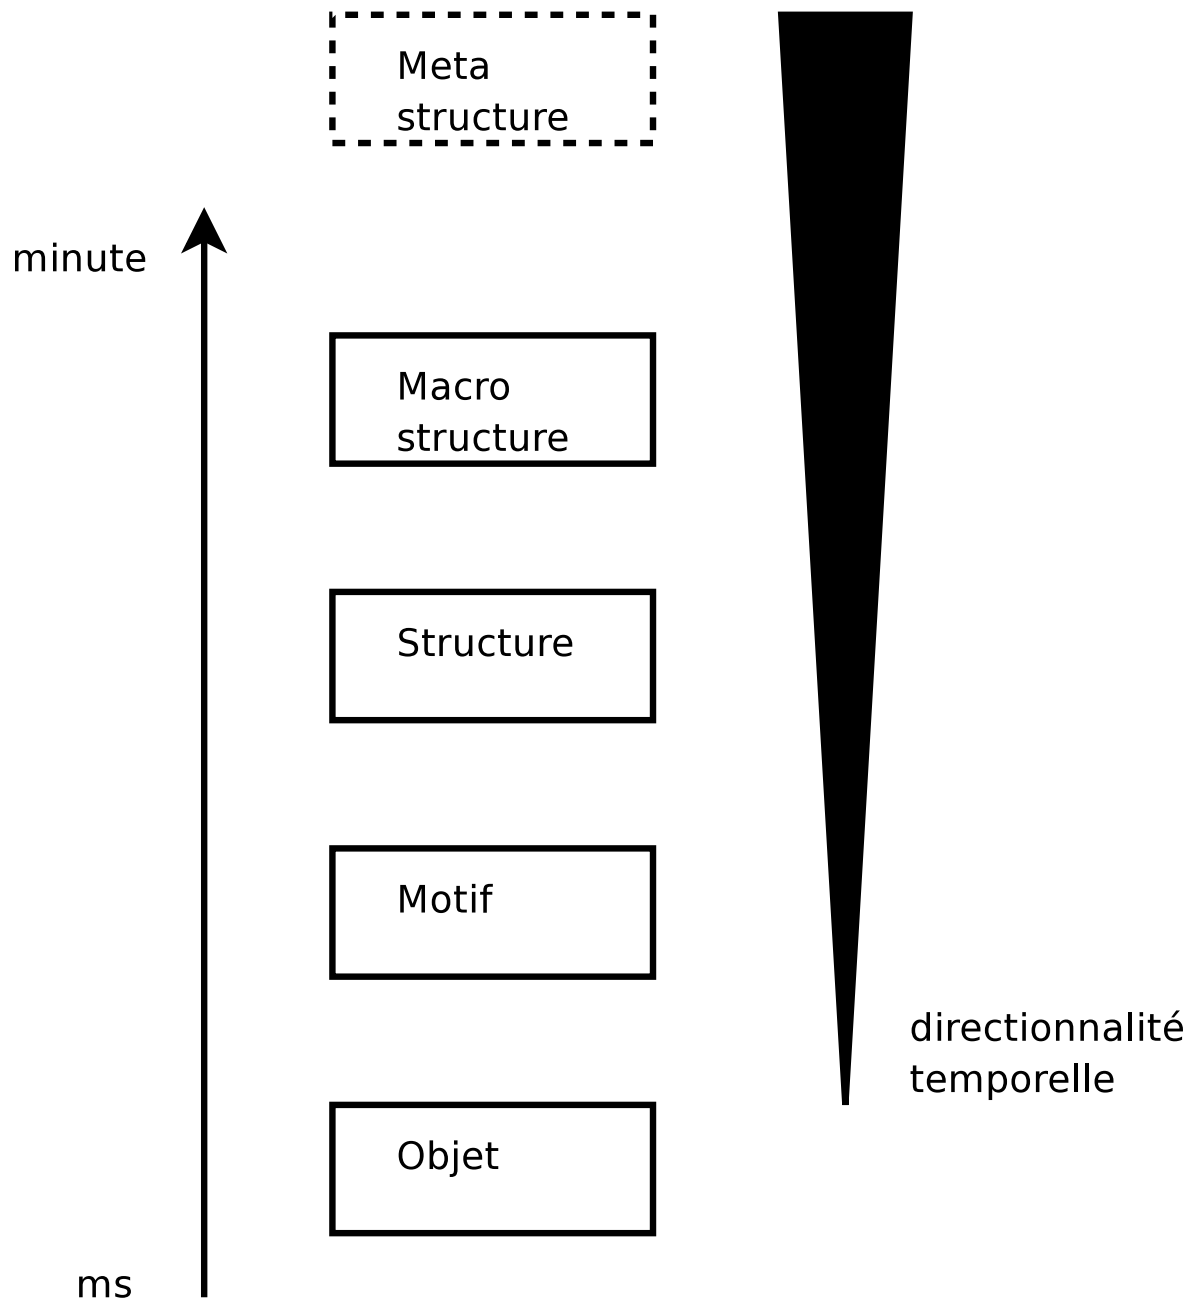 Meta
structure
minute
Macro
structure
Structure
Motif
directionnalité
temporelle
Objet
ms